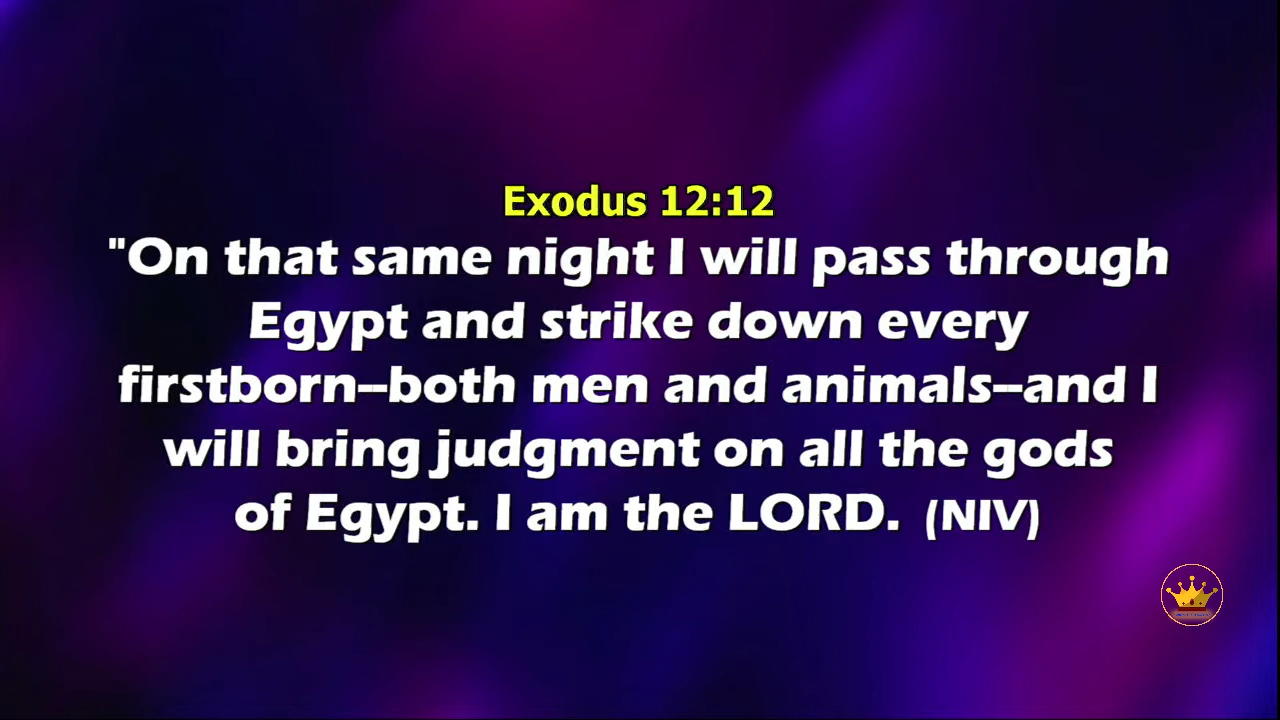 Exodus 12:12
"On that same night I will pass through
Egypt and strike down every
firstborn--both men and animals--and I
will bring judgment on all the gods
of Egypt. I am the LORD. (NIV)